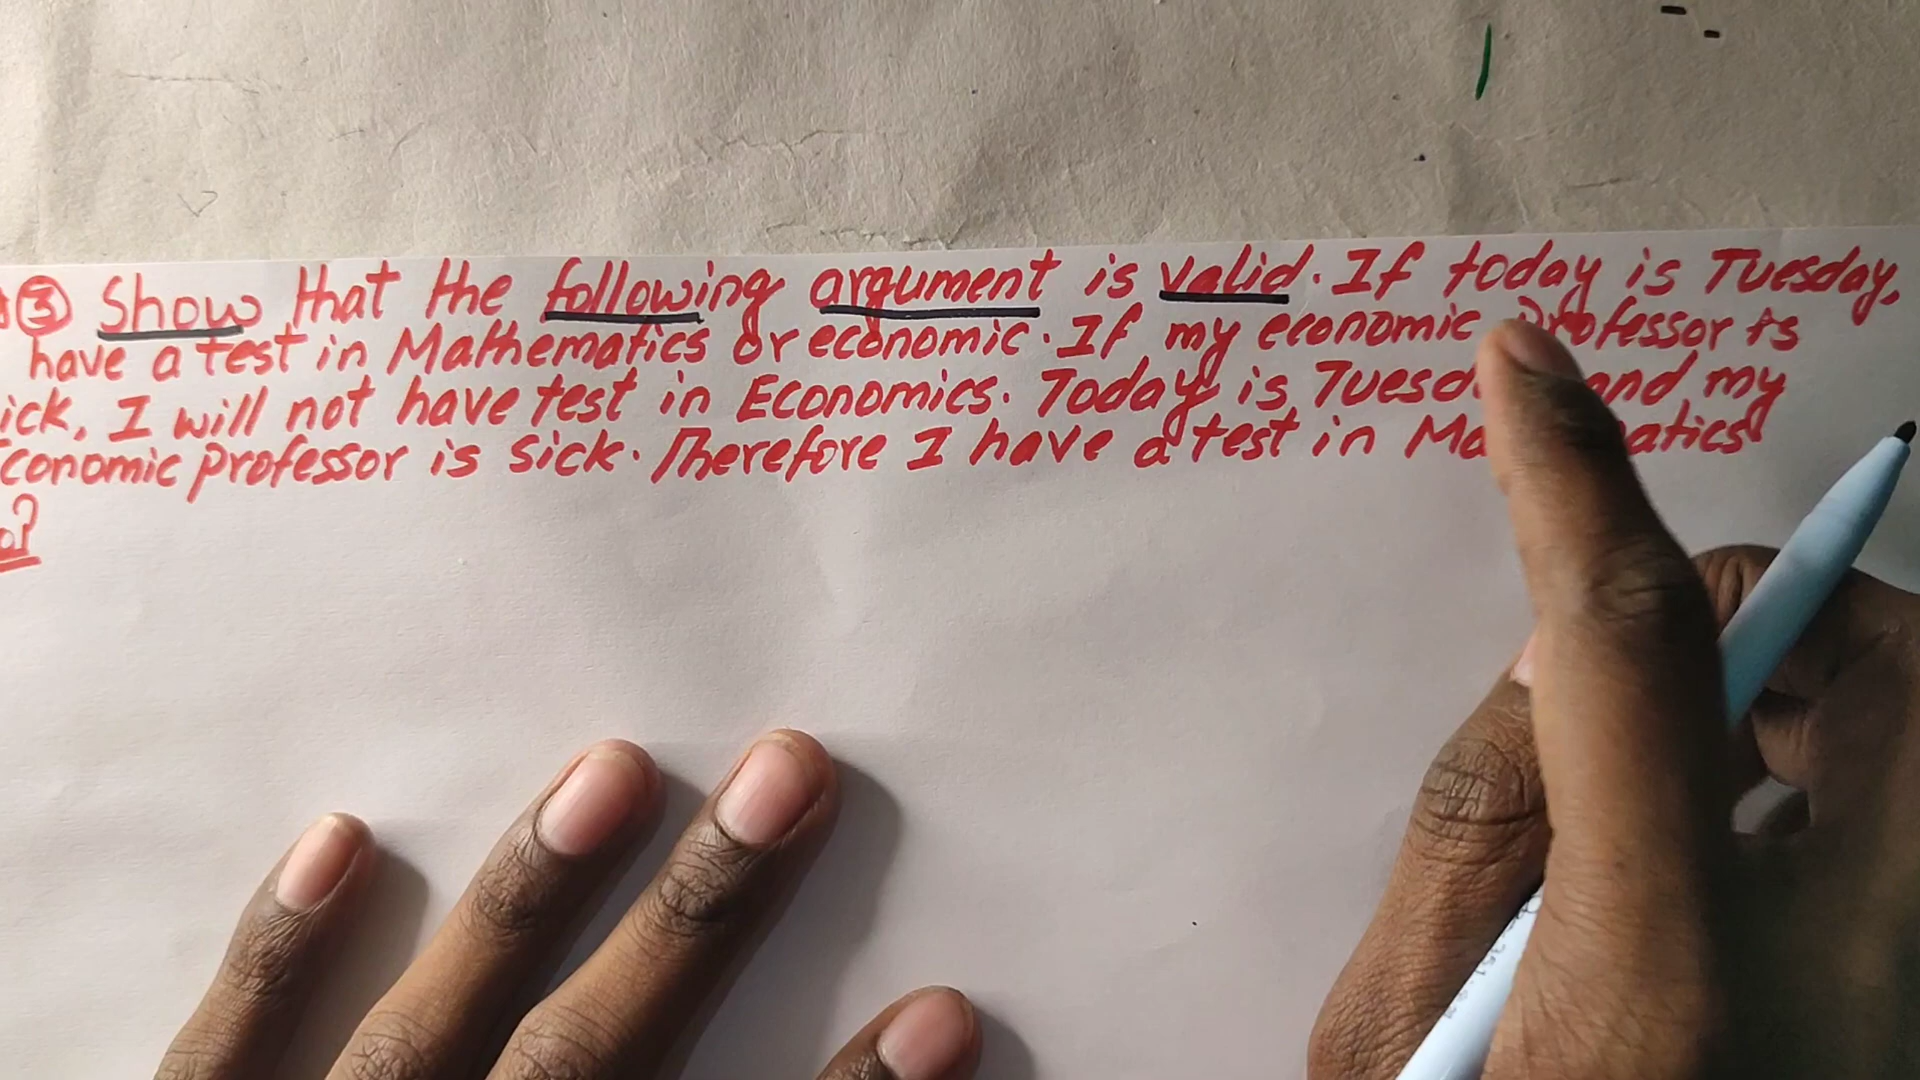 ③ Show that the following argument is valid. If today is Tuesday,
have a test in Mathematics or economic. If my economic professor is
ick, I will not have test in Economics. Today is and my
conomic professor is sick. Therefore I have a test in